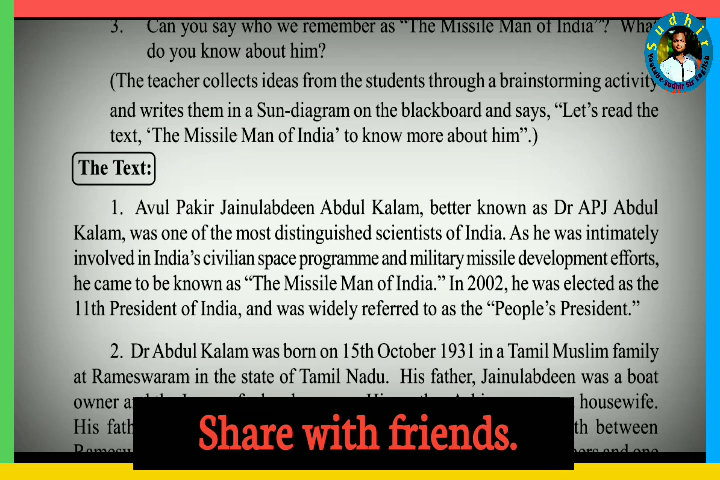 3. Can you say who we remember as "The Missile Man of India"? What
do you know about him?
(The teacher collects ideas from the students through a brainstorming activity
and writes them in a Sun-diagram on the blackboard and says, "Let's read the
text, 'The Missile Man of India' to know more about him".)
The Text:
1. Avul Pakir Jainulabdeen Abdul Kalam, better known as Dr APJ Abdul
Kalam, was one of the most distinguished scientists of India. As he was intimately
involved in India's civilian space programme and military missile development efforts,
he came to be known as "The Missile Man of India." In 2002, he was elected as the
11th President of India, and was widely referred to as the "People's President."
2. Dr Abdul Kalam was born on 15th October 1931 in a Tamil Muslim family
at Rameswaram in the state of Tamil Nadu. His father, Jainulabdeen was a boat
owner housewife.
His between
and one
Share with friends.
Sudhir
Youtube Sudhir Sir English